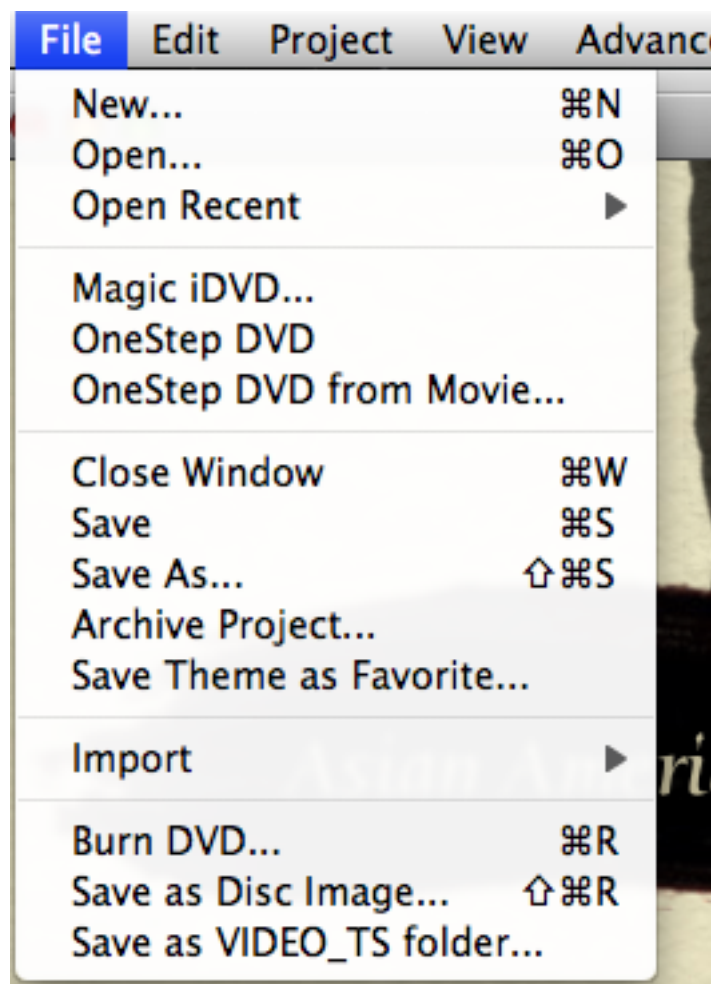 File Edit Project View Advanc
New... ⌘N
Open... ⌘O
Open Recent ▶
Magic iDVD...
OneStep DVD
OneStep DVD from Movie...
Close Window ⌘W
Save ⌘S
Save As... ⇧⌘S
Archive Project...
Save Theme as Favorite...
Import ▶
Asian Ameri
Burn DVD... ⌘R
Save as Disc Image... ⇧⌘R
Save as VIDEO_TS folder...